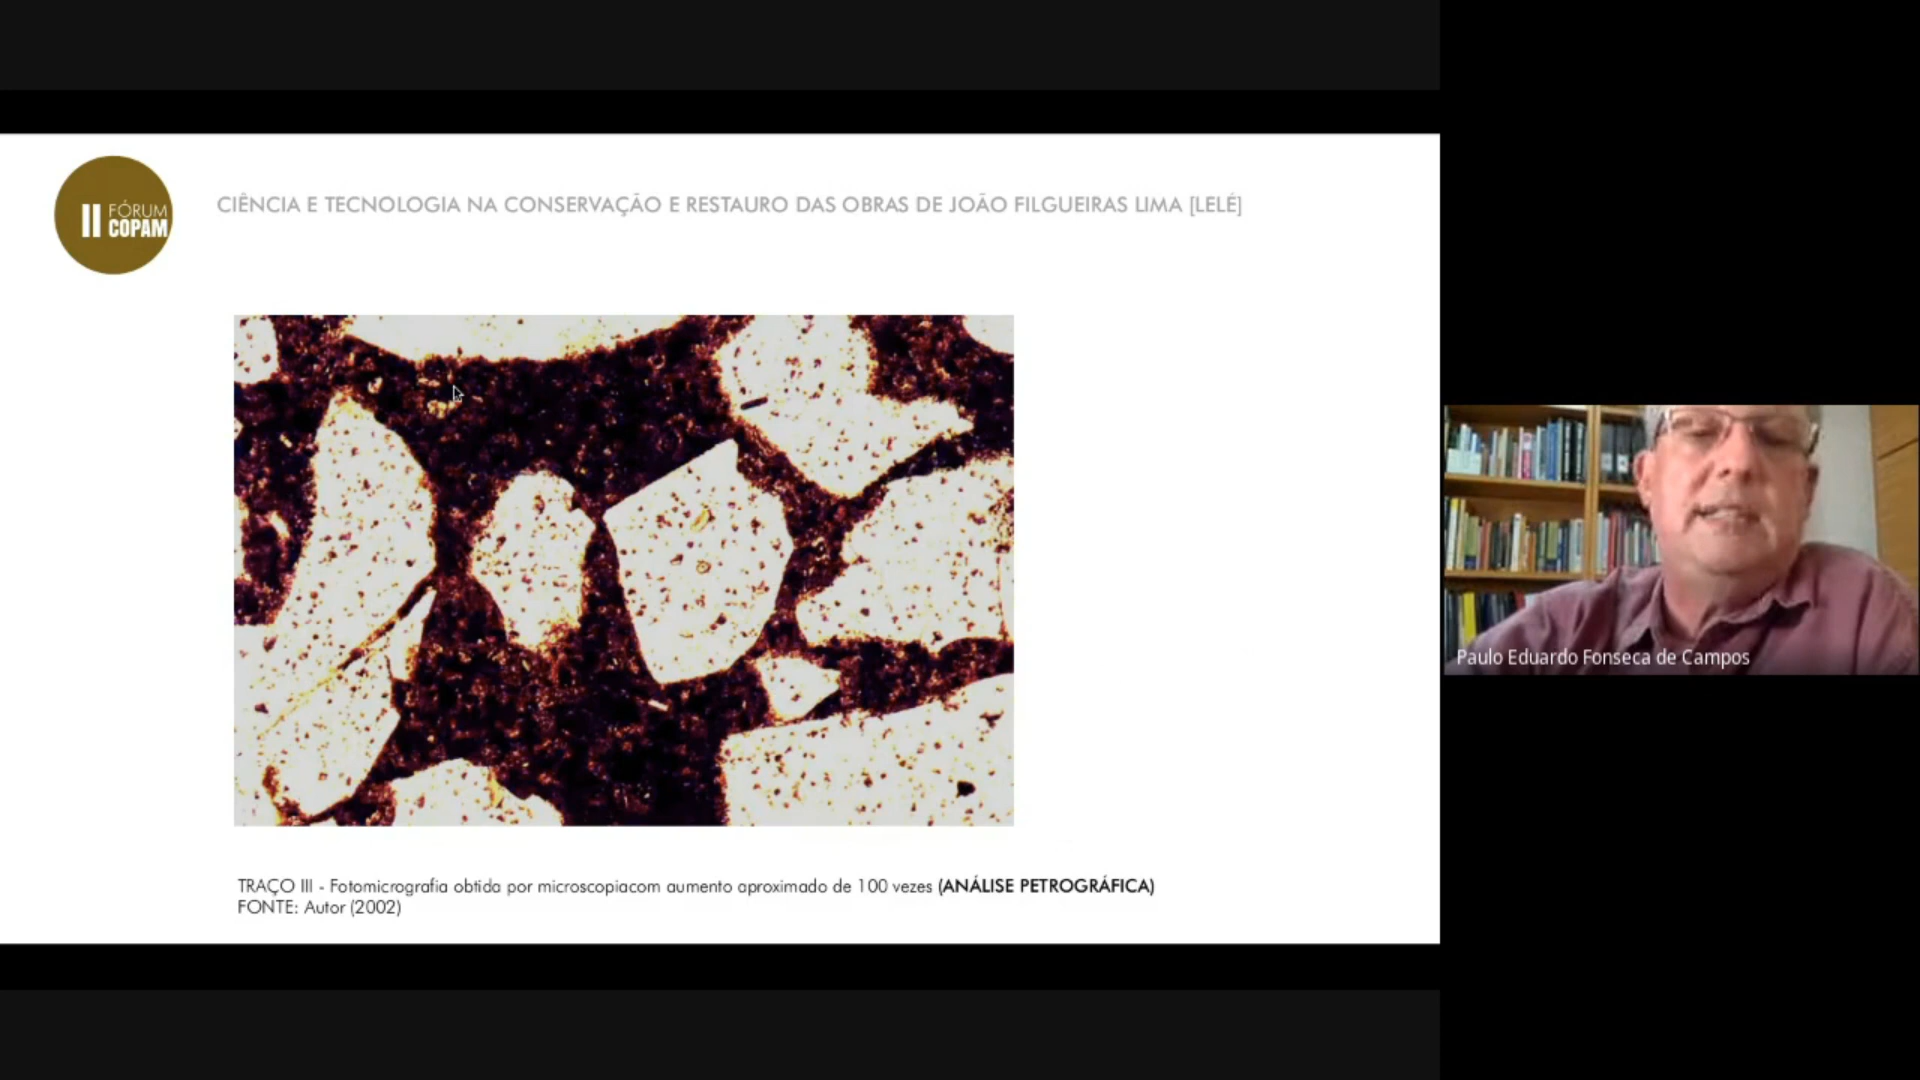 II FÓRUM
COPAM
CIÊNCIA E TECNOLOGIA NA CONSERVAÇÃO E RESTAURO DAS OBRAS DE JOÃO FILGUEIRAS LIMA [LELÉ]
TRAÇO III - Fotomicrografia obtida por microscopiacom aumento aproximado de 100 vezes (ANÁLISE PETROGRÁFICA)
FONTE: Autor (2002)
Paulo Eduardo Fonseca de Campos